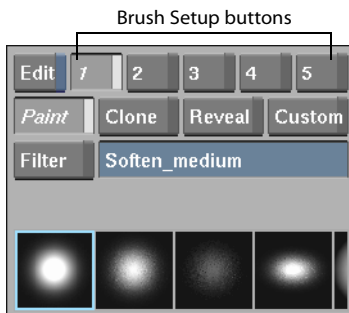 Brush Setup buttons
Edit 1 2 3 4 5
Paint Clone Reveal Custom
Filter Soften_medium